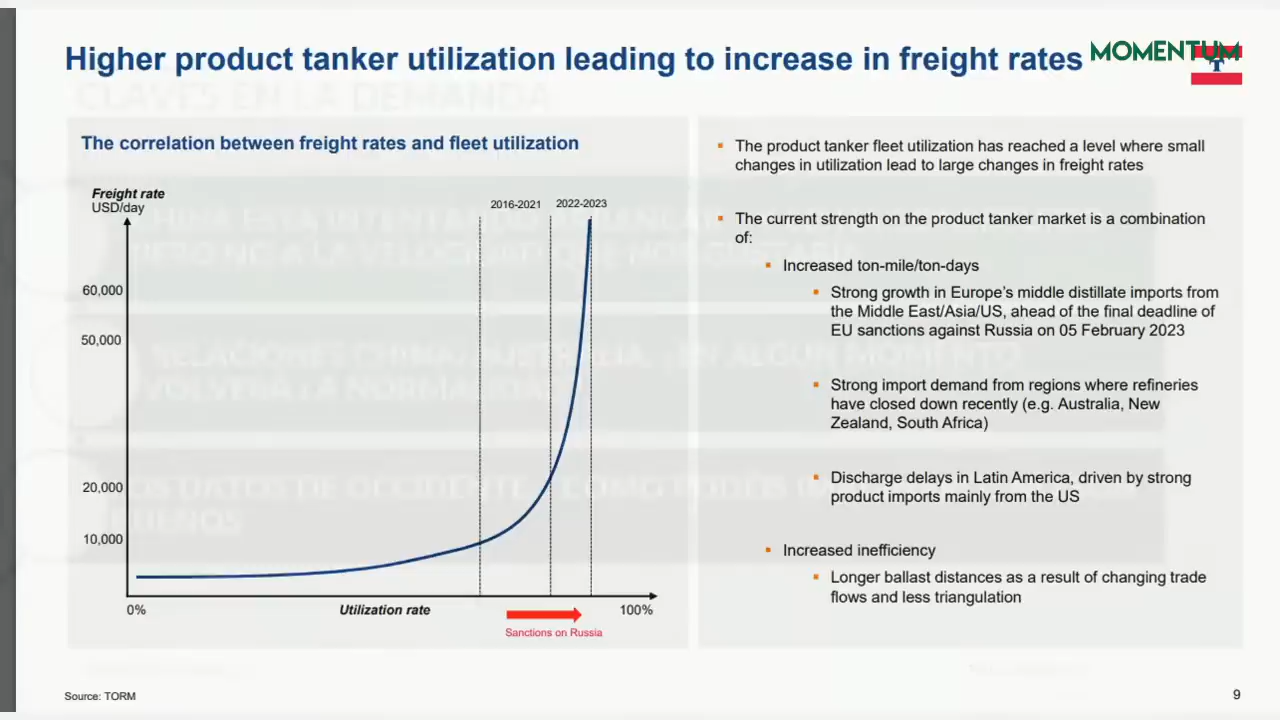 Higher product tanker utilization leading to increase in freight rates
MOMENTUM
The correlation between freight rates and fleet utilization
Freight rate
USD/day
2016-2021
2022-2023
60,000
50,000
20,000
10,000
0%
Utilization rate
100%
Sanctions on Russia
The product tanker fleet utilization has reached a level where small
changes in utilization lead to large changes in freight rates
The current strength on the product tanker market is a combination
of:
Increased ton-mile/ton-days
Strong growth in Europe’s middle distillate imports from
the Middle East/Asia/US, ahead of the final deadline of
EU sanctions against Russia on 05 February 2023
Strong import demand from regions where refineries
have closed down recently (e.g. Australia, New
Zealand, South Africa)
Discharge delays in Latin America, driven by strong
product imports mainly from the US
Increased inefficiency
Longer ballast distances as a result of changing trade
flows and less triangulation
Source: TORM
9
CLAVES EN LA DEMANDA